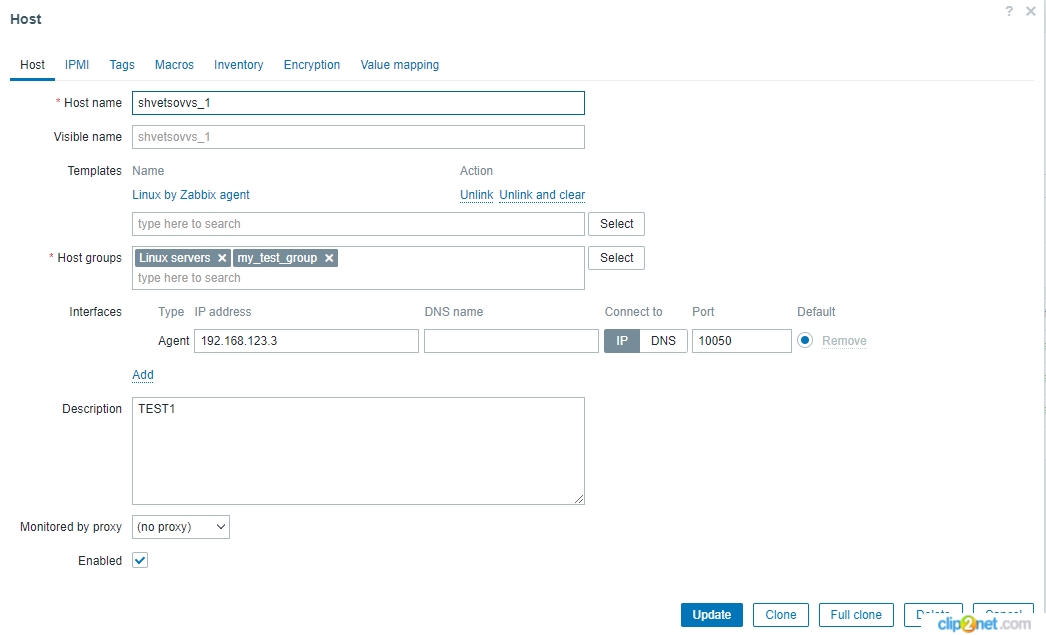 Host
? ✕
Host IPMI Tags Macros Inventory Encryption Value mapping
* Host name shvetsovvs_1
Visible name shvetsovvs_1
Templates Name Action
Linux by Zabbix agent Unlink Unlink and clear
type here to search Select
* Host groups Linux servers ✕ my_test_group ✕ Select
type here to search
Interfaces Type IP address DNS name Connect to Port Default
Agent 192.168.123.3 IP DNS 10050 Remove
Add
Description TEST1
Monitored by proxy (no proxy)
Enabled
Update Clone Full clone Delete Cancel
clip2net.com